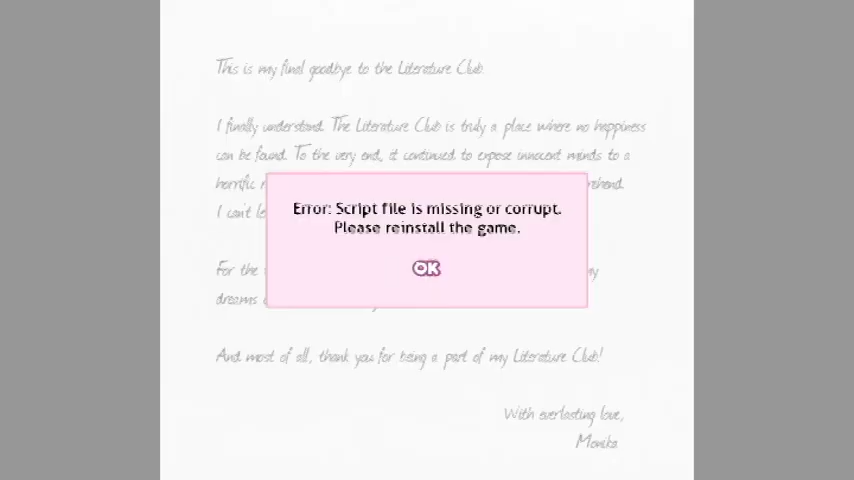 This is my final goodbye to the Literature Club.
I finally understand. The Literature Club is truly a place where no happiness
can be found. To the very end, it continued to expose innocent minds to a
horrific
Error: Script file is missing or corrupt.
Please reinstall the game.
OK
I can't
For the
dreams
And most of all, thank you for being a part of my Literature Club!
With everlasting love,
Monika